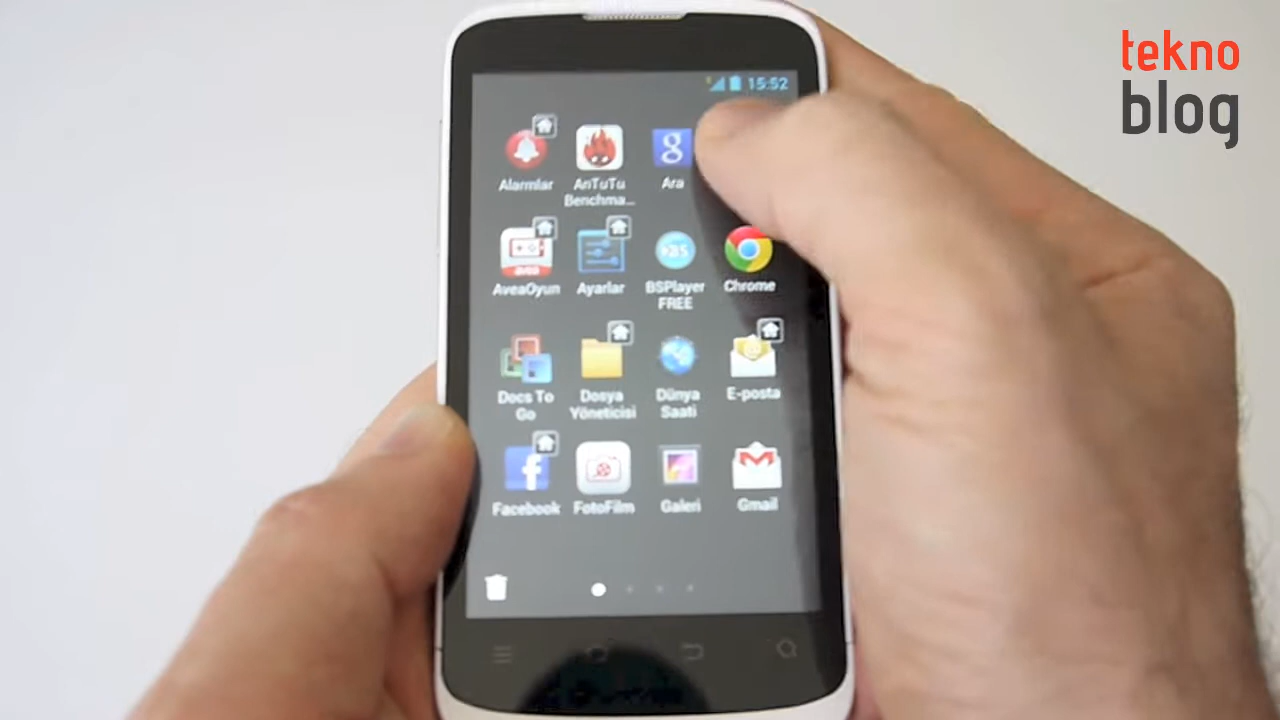 tekno
blog
15:52
Alarmlar
AnTuTu
Benchma...
g
Ara
AveaOyun
Ayarlar
BS
BSPlayer
FREE
Chrome
Docs To
Go
Dosya
Yöneticisi
Dünya
Saati
E-posta
f
Facebook
FotoFilm
Galeri
Gmail